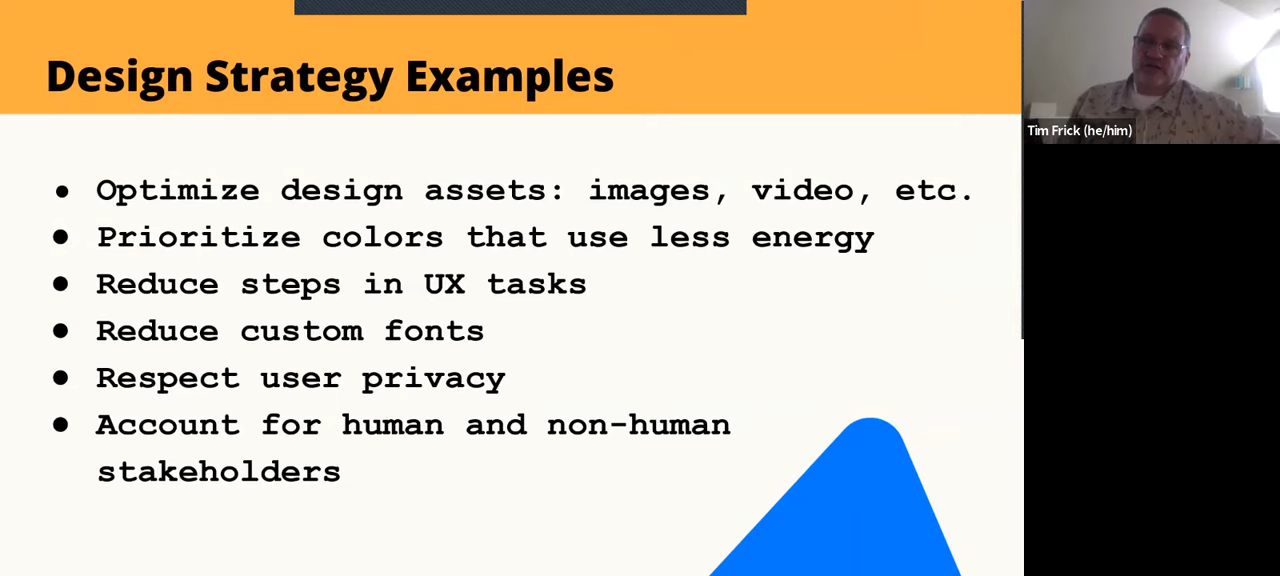 Design Strategy Examples
Tim Frick (he/him)
● Optimize design assets: images, video, etc.
● Prioritize colors that use less energy
● Reduce steps in UX tasks
● Reduce custom fonts
● Respect user privacy
● Account for human and non-human
stakeholders